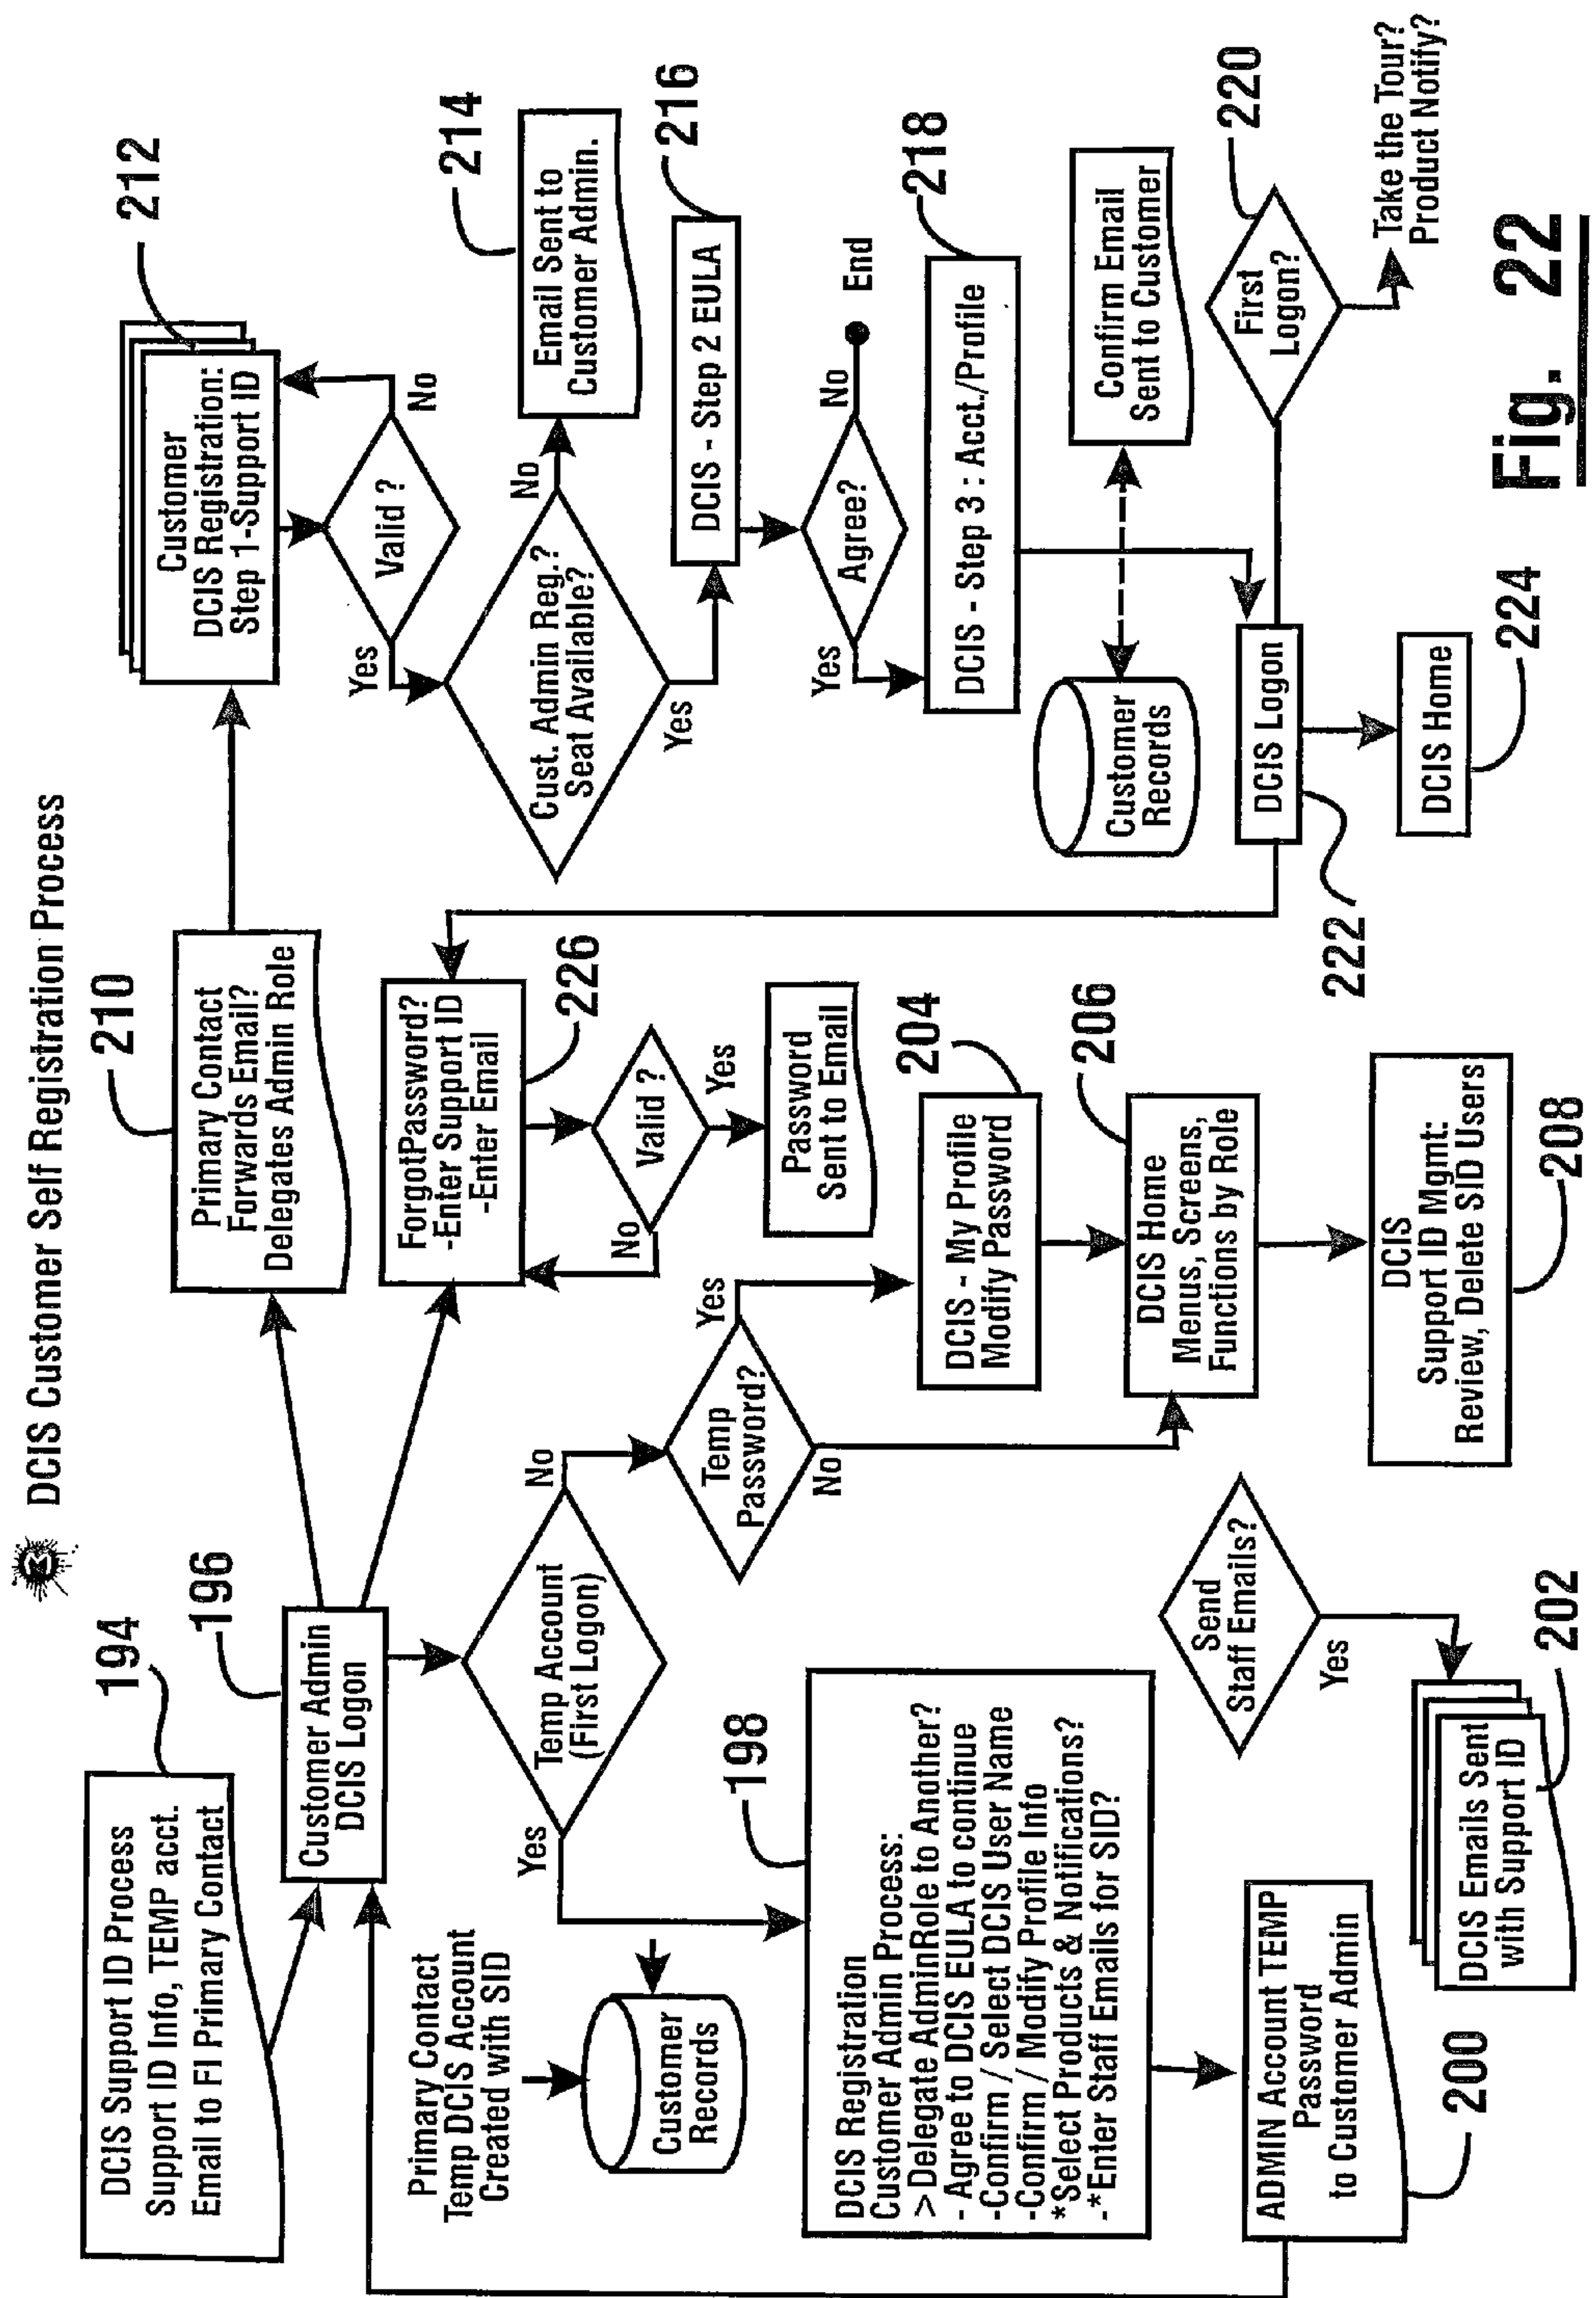 DCIS Customer Self Registration Process
194
DCIS Support ID Process
Support ID Info, TEMP acct.
Email to FI Primary Contact
196
Customer Admin
DCIS Logon
Primary Contact
Temp DCIS Account
Created with SID
Customer
Records
Temp Account
(First Logon)
Yes
No
198
DCIS Registration
Customer Admin Process:
> Delegate AdminRole to Another?
- Agree to DCIS EULA to continue
-Confirm / Select DCIS User Name
-Confirm / Modify Profile Info
*Select Products & Notifications?
-*Enter Staff Emails for SID?
ADMIN Account TEMP
Password
to Customer Admin
200
Send
Staff Emails?
Yes
DCIS Emails Sent
with Support ID
202
Temp
Password?
Yes
No
204
DCIS - My Profile
Modify Password
206
DCIS Home
Menus, Screens,
Functions by Role
DCIS
Support ID Mgmt:
Review, Delete SID Users
208
210
Primary Contact
Forwards Email?
Delegates Admin Role
ForgotPassword?
-Enter Support ID
-Enter Email
226
Valid ?
No
Yes
Password
Sent to Email
212
Customer
DCIS Registration:
Step 1-Support ID
Valid ?
Yes
No
Cust. Admin Reg.?
Seat Available?
No
Yes
214
Email Sent to
Customer Admin.
216
DCIS - Step 2 EULA
Agree?
Yes
No
End
218
DCIS - Step 3 : Acct./Profile
Customer
Records
Confirm Email
Sent to Customer
DCIS Logon
222
220
First
Logon?
Take the Tour?
Product Notify?
DCIS Home
224
Fig. 22